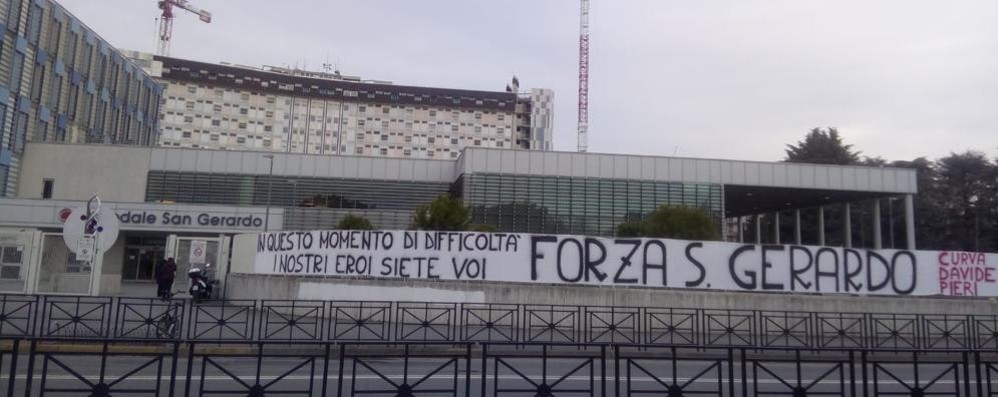 dale San Gerardo
IN QUESTO MOMENTO DI DIFFICOLTA'
I NOSTRI EROI SIETE VOI
FORZA S. GERARDO
CURVA
DAVIDE
PIERI